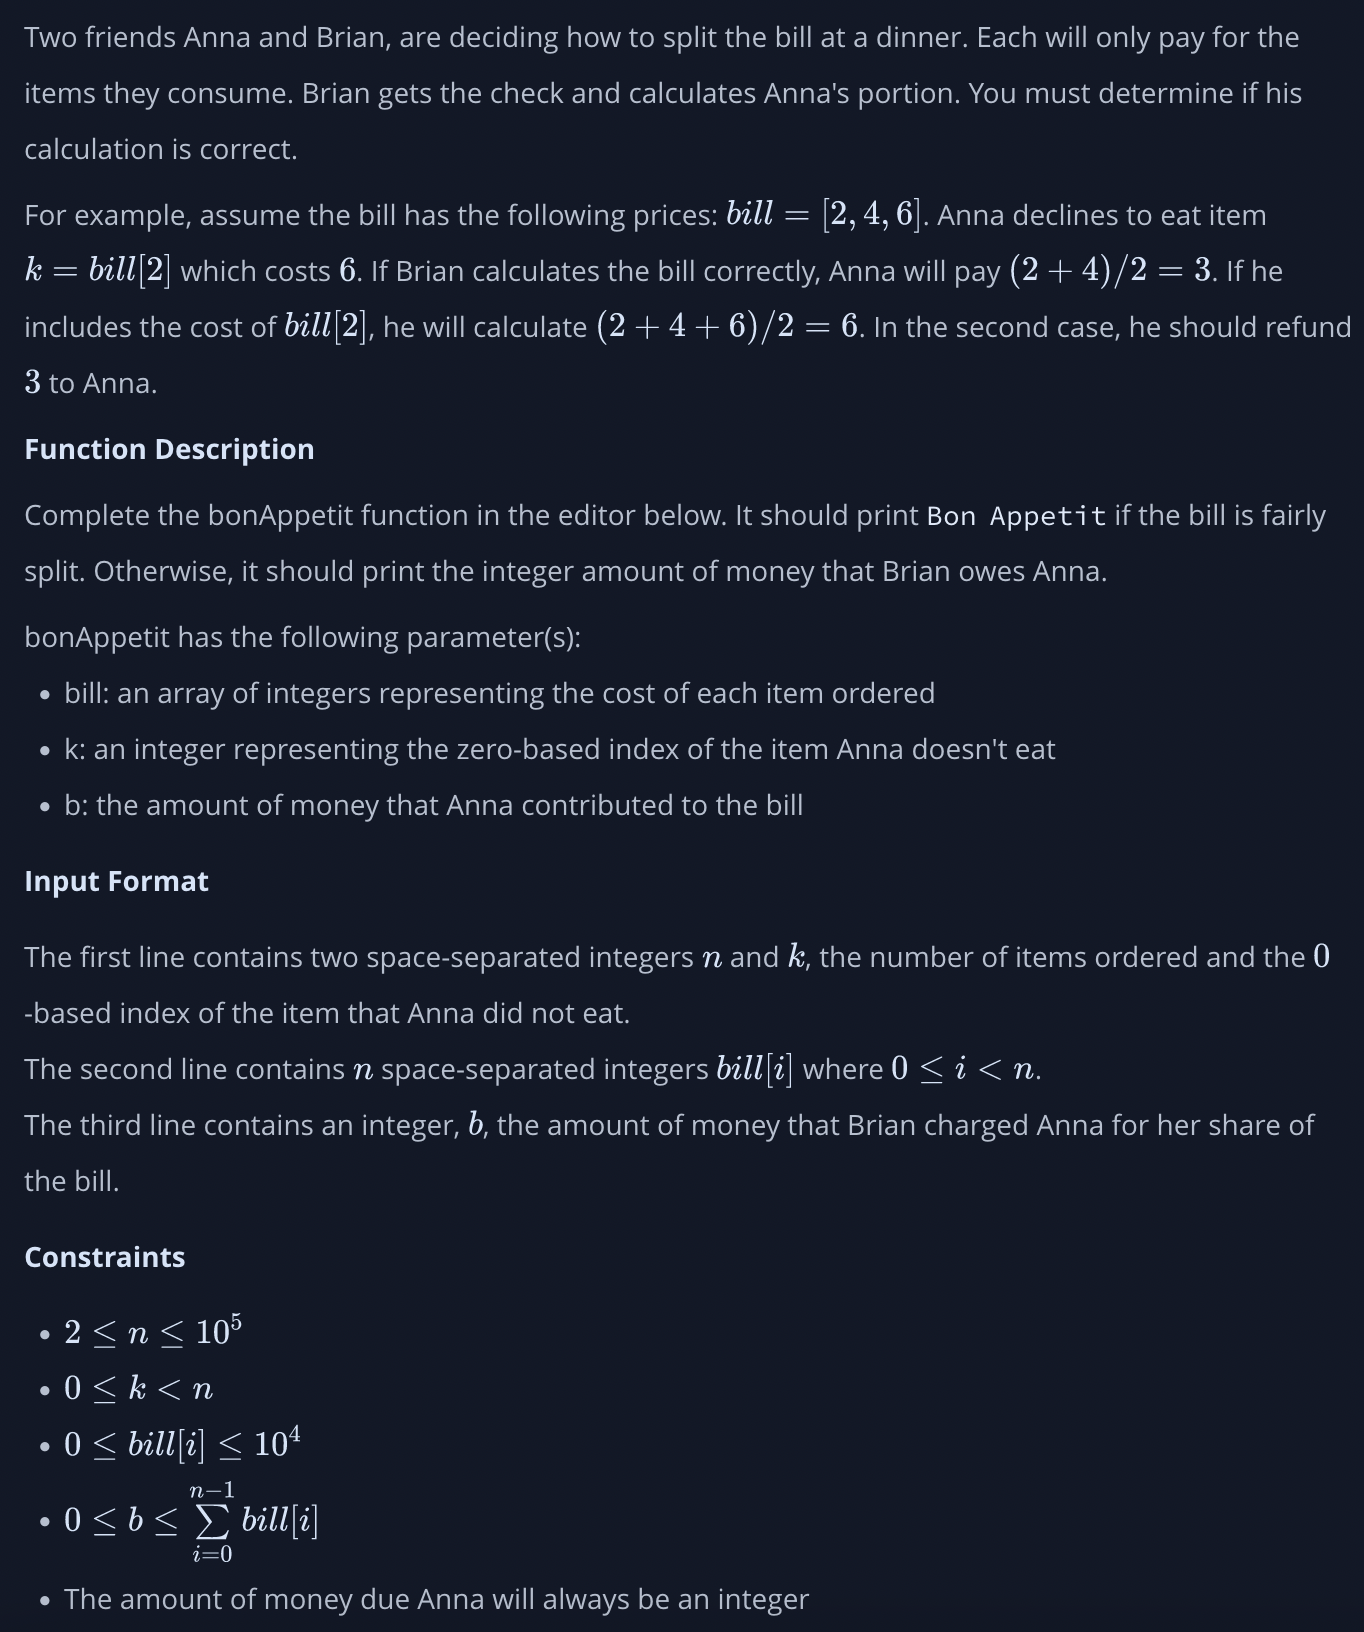 Two friends Anna and Brian, are deciding how to split the bill at a dinner. Each will only pay for the
items they consume. Brian gets the check and calculates Anna's portion. You must determine if his
calculation is correct.
For example, assume the bill has the following prices: bill = [2, 4, 6]. Anna declines to eat item
k = bill[2] which costs 6. If Brian calculates the bill correctly, Anna will pay (2 + 4)/2 = 3. If he
includes the cost of bill[2], he will calculate (2 + 4 + 6)/2 = 6. In the second case, he should refund
3 to Anna.
Function Description
Complete the bonAppetit function in the editor below. It should print Bon Appetit if the bill is fairly
split. Otherwise, it should print the integer amount of money that Brian owes Anna.
bonAppetit has the following parameter(s):
• bill: an array of integers representing the cost of each item ordered
• k: an integer representing the zero-based index of the item Anna doesn't eat
• b: the amount of money that Anna contributed to the bill
Input Format
The first line contains two space-separated integers n and k, the number of items ordered and the 0
-based index of the item that Anna did not eat.
The second line contains n space-separated integers bill[i] where 0 ≤ i < n.
The third line contains an integer, b, the amount of money that Brian charged Anna for her share of
the bill.
Constraints
• 2 ≤ n ≤ 10^5
• 0 ≤ k < n
• 0 ≤ bill[i] ≤ 10^4
• 0 ≤ b ≤ ∑_{i=0}^{n−1} bill[i]
• The amount of money due Anna will always be an integer